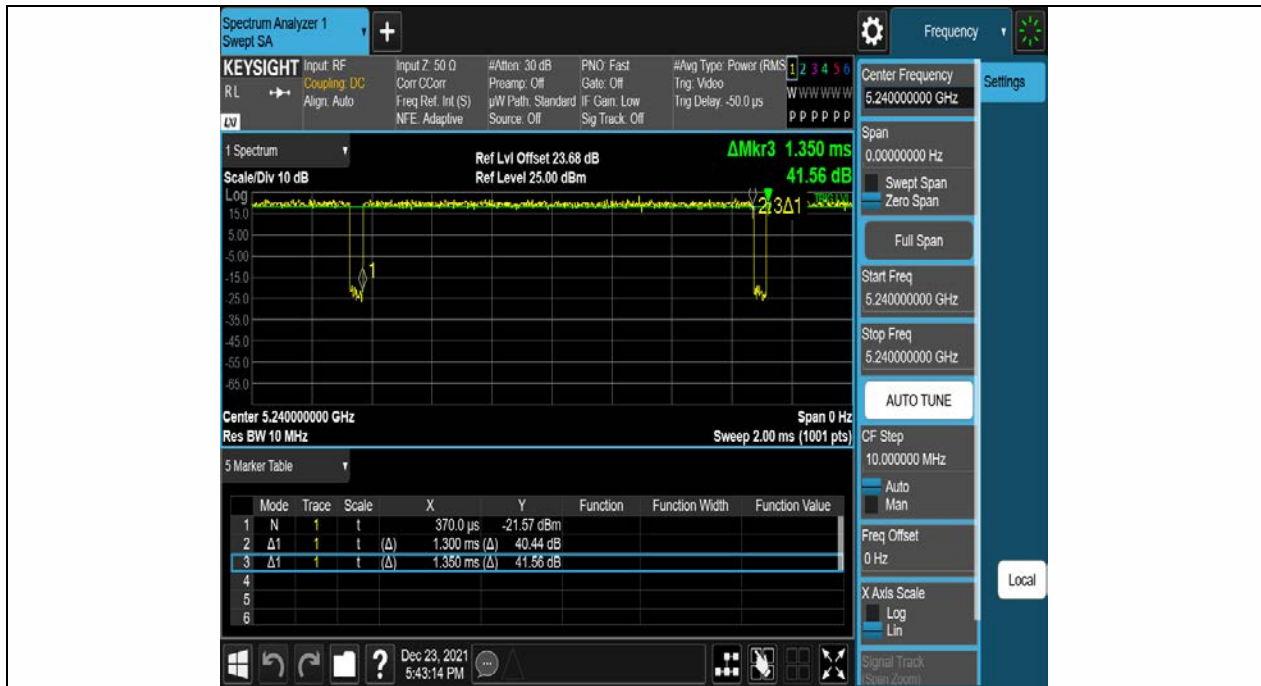 Spectrum Analyzer 1
Swept SA
+
Frequency
KEYSIGHT
RL
LXI
Input: RF
Coupling: DC
Align: Auto
Input Z: 50 Ω
Corr CCorr
Freq Ref: Int (S)
NFE: Adaptive
#Atten: 30 dB
Preamp: Off
µW Path: Standard
Source: Off
PNO: Fast
Gate: Off
IF Gain: Low
Sig Track: Off
#Avg Type: Power (RMS
Trig: Video
Trig Delay: -50.0 µs
1 2 3 4 5 6
W W W W W W
P P P P P P
1 Spectrum
Scale/Div 10 dB
Ref Lvl Offset 23.68 dB
Ref Level 25.00 dBm
ΔMkr3 1.350 ms
41.56 dB
Log
15.0
5.00
-5.00
-15.0
-25.0
-35.0
-45.0
-55.0
-65.0
1
3Δ1
Center 5.240000000 GHz
Span 0 Hz
Res BW 10 MHz
Sweep 2.00 ms (1001 pts)
5 Marker Table
Mode Trace Scale X Y Function Function Width Function Value
1 N 1 t 370.0 µs -21.57 dBm
2 Δ1 1 t (Δ) 1.300 ms (Δ) 40.44 dB
3 Δ1 1 t (Δ) 1.350 ms (Δ) 41.56 dB
4
5
6
Dec 23, 2021
5:43:14 PM
Center Frequency
5.240000000 GHz
Span
0.00000000 Hz
Swept Span
Zero Span
Full Span
Start Freq
5.240000000 GHz
Stop Freq
5.240000000 GHz
AUTO TUNE
CF Step
10.000000 MHz
Auto
Man
Freq Offset
0 Hz
X Axis Scale
Log
Lin
Signal Track
(Span Zoom)
Settings
Local